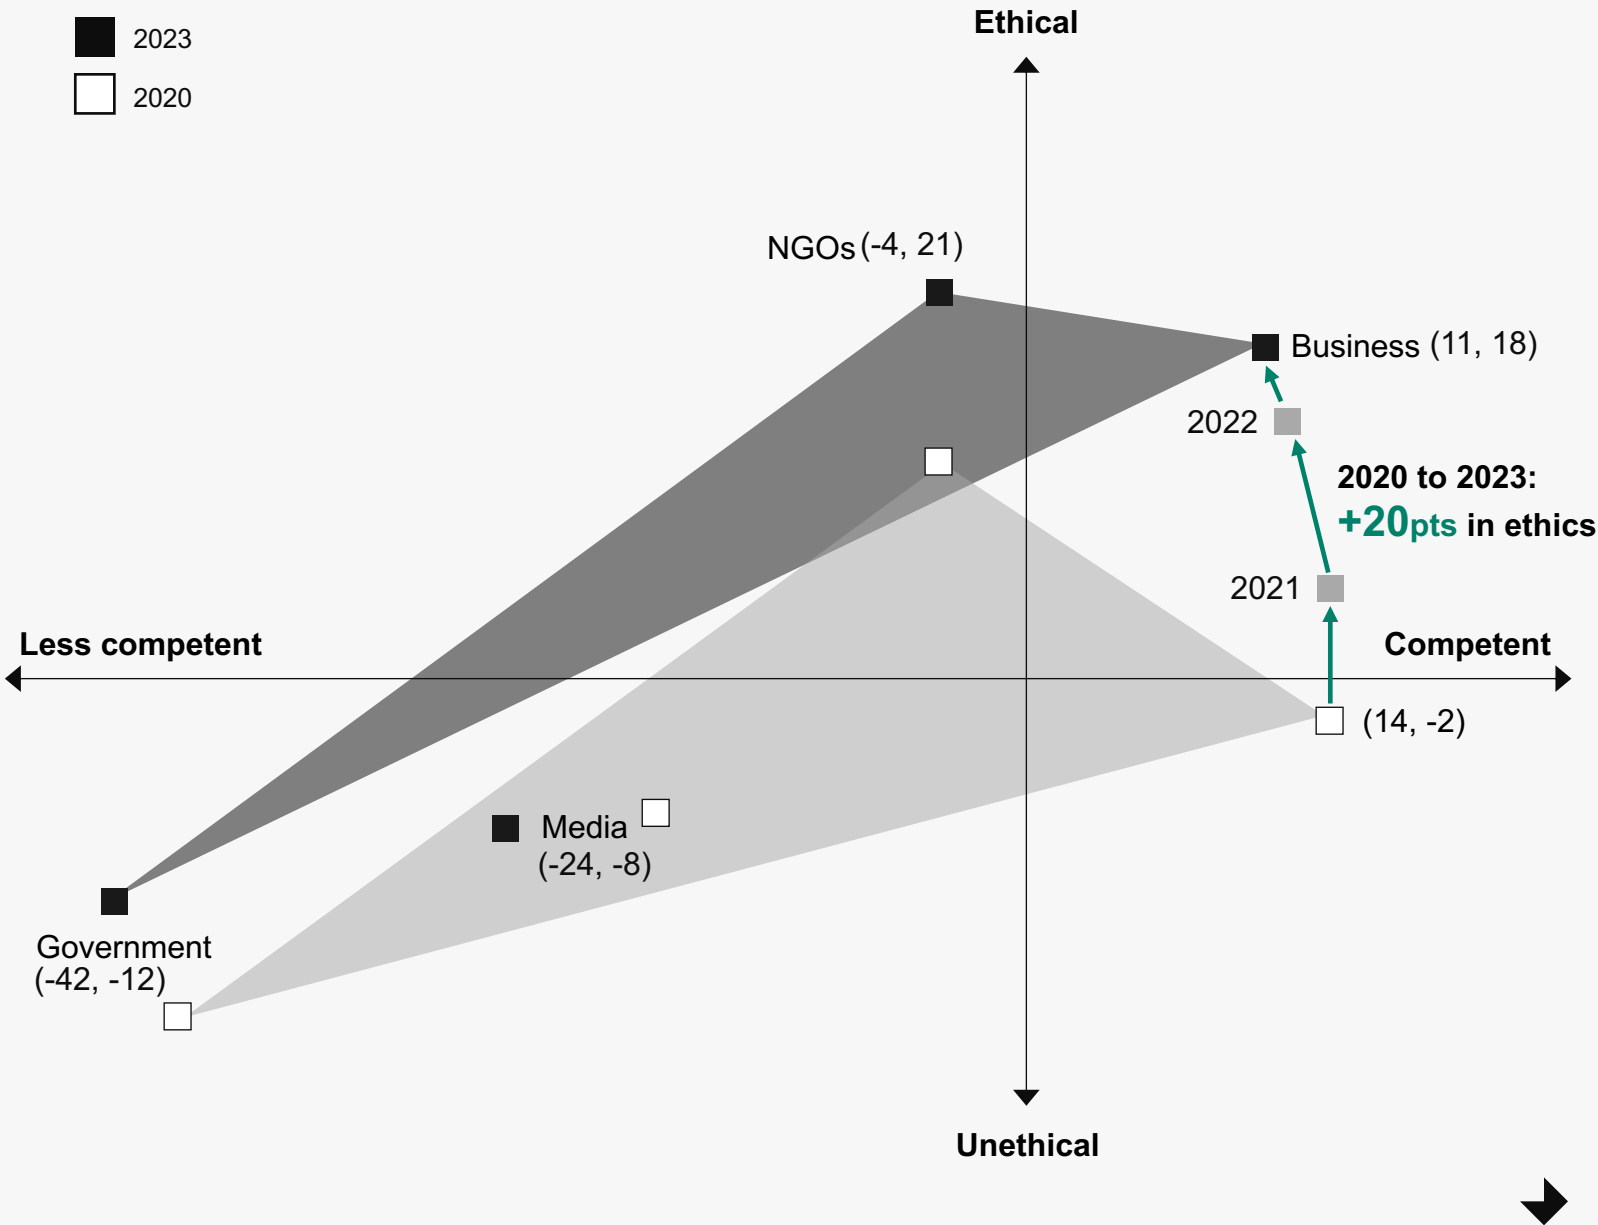 2023
2020
Ethical
NGOs (-4, 21)
Business (11, 18)
2022
2020 to 2023:
+20pts in ethics
2021
Less competent
Competent
(14, -2)
Media
(-24, -8)
Government
(-42, -12)
Unethical